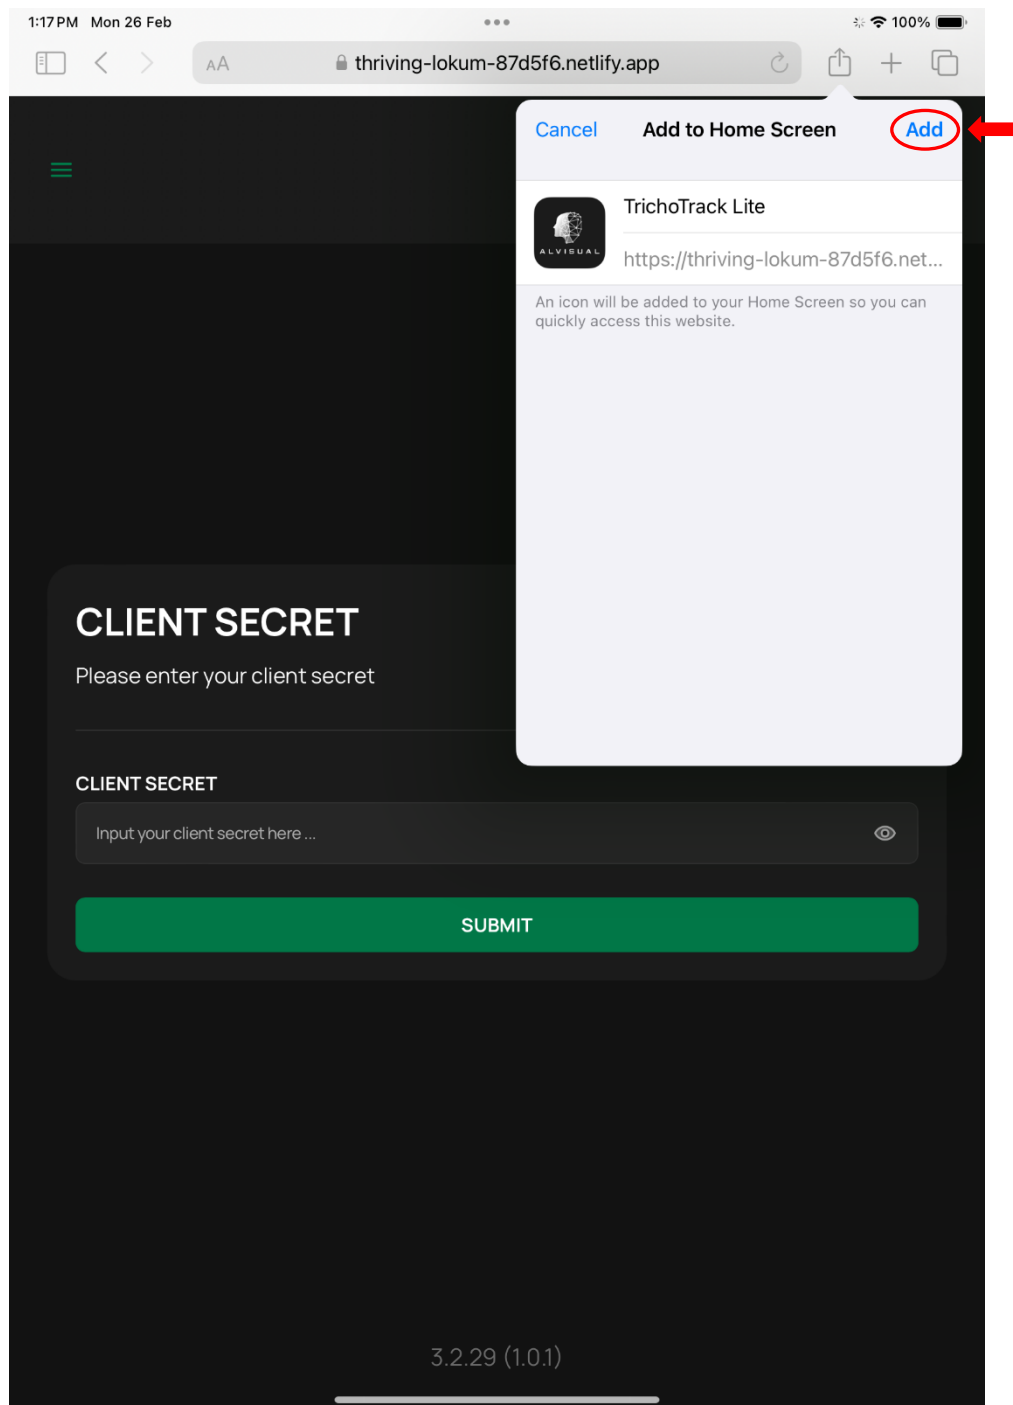 1:17 PM Mon 26 Feb
100%
AA
thriving-lokum-87d5f6.netlify.app
Cancel
Add to Home Screen
Add
ALVISUAL
TrichoTrack Lite
https://thriving-lokum-87d5f6.net...
An icon will be added to your Home Screen so you can
quickly access this website.
CLIENT SECRET
Please enter your client secret
CLIENT SECRET
Input your client secret here ...
SUBMIT
3.2.29 (1.0.1)